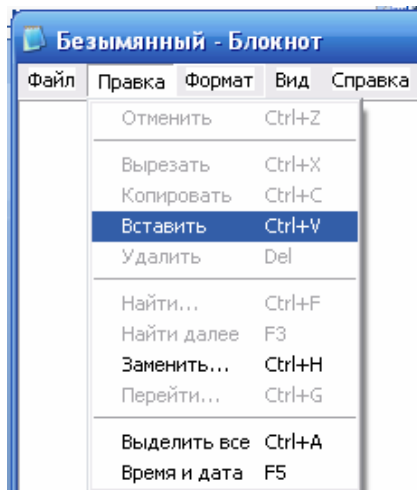 Безымянный - Блокнот
Файл Правка Формат Вид Справка
Отменить Ctrl+Z
Вырезать Ctrl+X
Копировать Ctrl+C
Вставить Ctrl+V
Удалить Del
Найти... Ctrl+F
Найти далее F3
Заменить... Ctrl+H
Перейти... Ctrl+G
Выделить все Ctrl+A
Время и дата F5